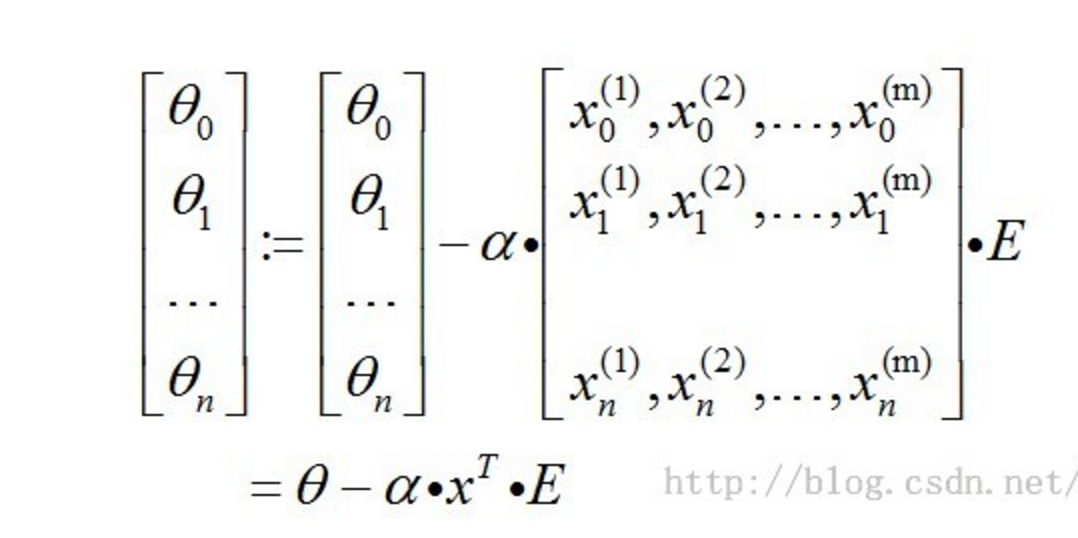 [θ₀ θ₁ ... θₙ] := [θ₀ θ₁ ... θₙ] − α• [x₀⁽¹⁾,x₀⁽²⁾,...,x₀⁽ᵐ⁾ x₁⁽¹⁾,x₁⁽²⁾,...,x₁⁽ᵐ⁾ xₙ⁽¹⁾,xₙ⁽²⁾,...,xₙ⁽ᵐ⁾] •E
= θ − α•xᵀ •E
http://blog.csdn.net/